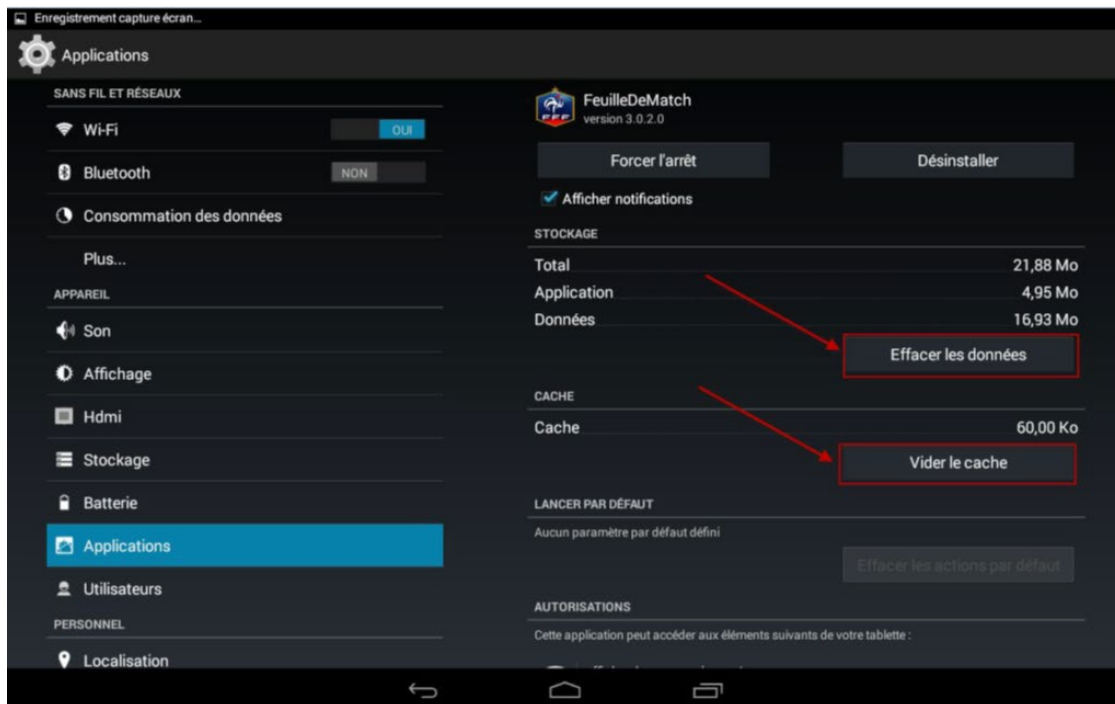 Enregistrement capture écran...
Applications
SANS FIL ET RÉSEAUX
Wi-Fi OUI
Bluetooth NON
Consommation des données
Plus...
APPAREIL
Son
Affichage
Hdmi
Stockage
Batterie
Applications
Utilisateurs
PERSONNEL
Localisation
FeuilleDeMatch
version 3.0.2.0
Forcer l'arrêt Désinstaller
Afficher notifications
STOCKAGE
Total 21,88 Mo
Application 4,95 Mo
Données 16,93 Mo
Effacer les données
CACHE
Cache 60,00 Ko
Vider le cache
LANCER PAR DÉFAUT
Aucun paramètre par défaut défini
Effacer les actions par défaut
AUTORISATIONS
Cette application peut accéder aux éléments suivants de votre tablette :